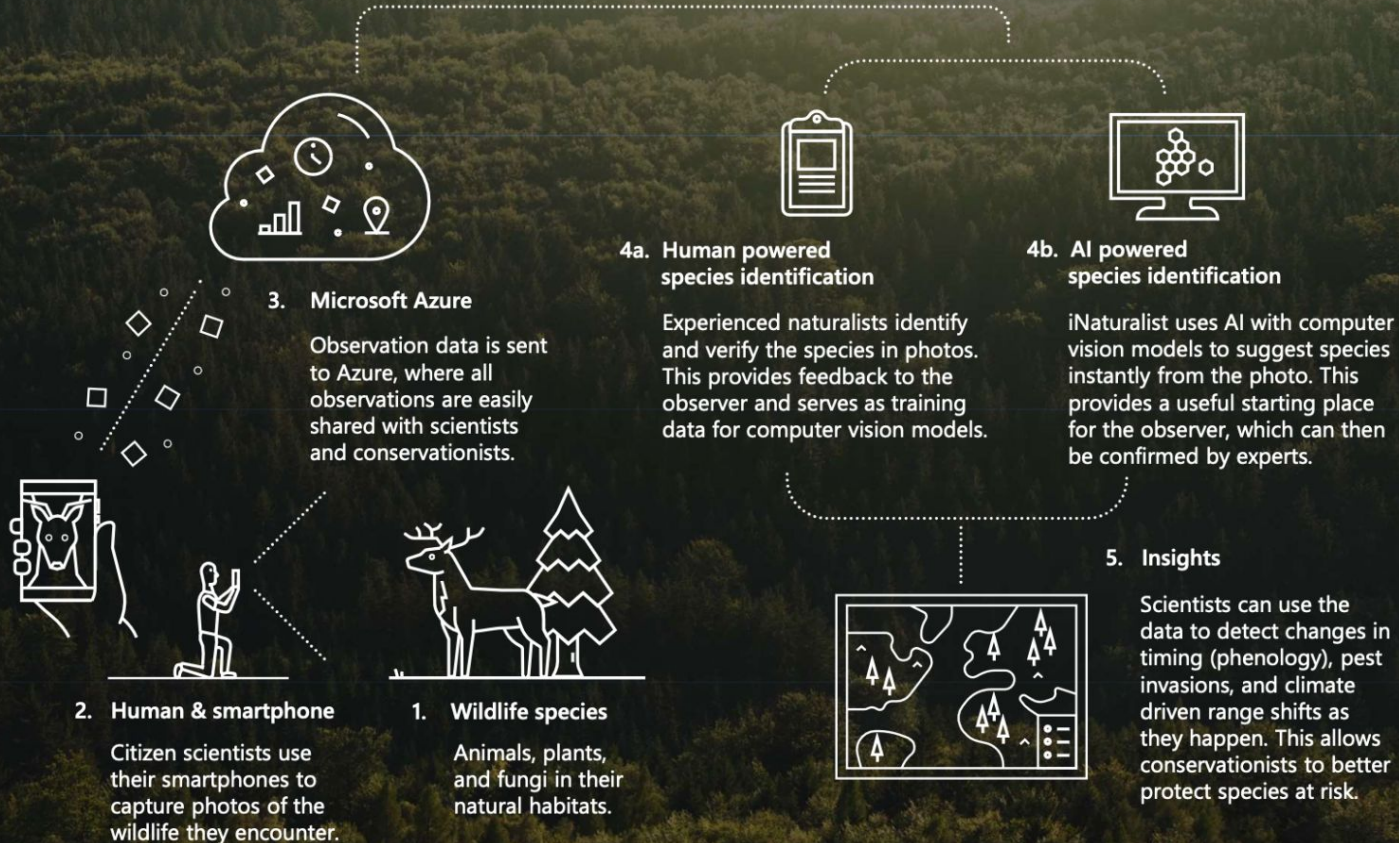 3. Microsoft Azure
Observation data is sent
to Azure, where all
observations are easily
shared with scientists
and conservationists.
4a. Human powered
species identification
Experienced naturalists identify
and verify the species in photos.
This provides feedback to the
observer and serves as training
data for computer vision models.
4b. AI powered
species identification
iNaturalist uses AI with computer
vision models to suggest species
instantly from the photo. This
provides a useful starting place
for the observer, which can then
be confirmed by experts.
2. Human & smartphone
Citizen scientists use
their smartphones to
capture photos of the
wildlife they encounter.
1. Wildlife species
Animals, plants,
and fungi in their
natural habitats.
5. Insights
Scientists can use the
data to detect changes in
timing (phenology), pest
invasions, and climate
driven range shifts as
they happen. This allows
conservationists to better
protect species at risk.